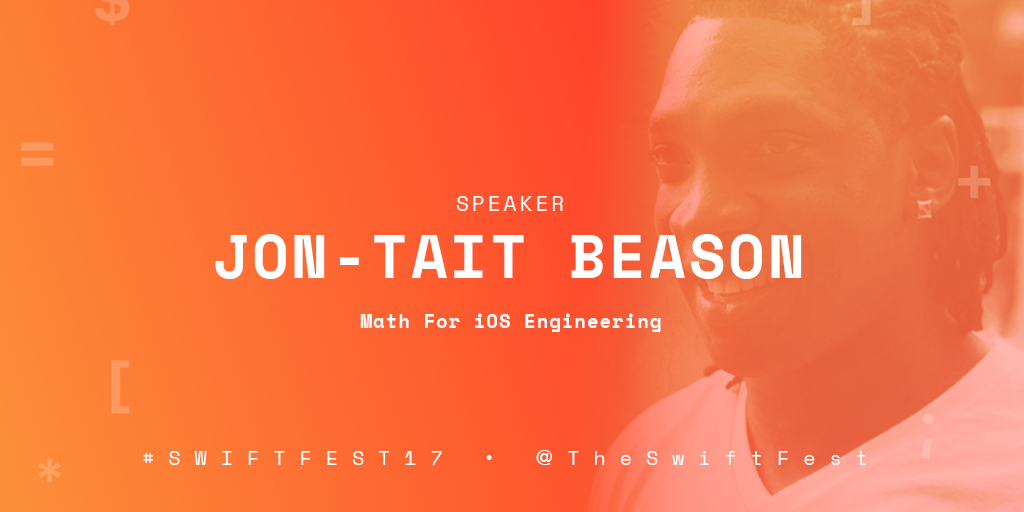 $
=
SPEAKER
+
JON-TAIT BEASON
Math For iOS Engineering
[
;
#SWIFTFEST17 • @TheSwiftFest
*